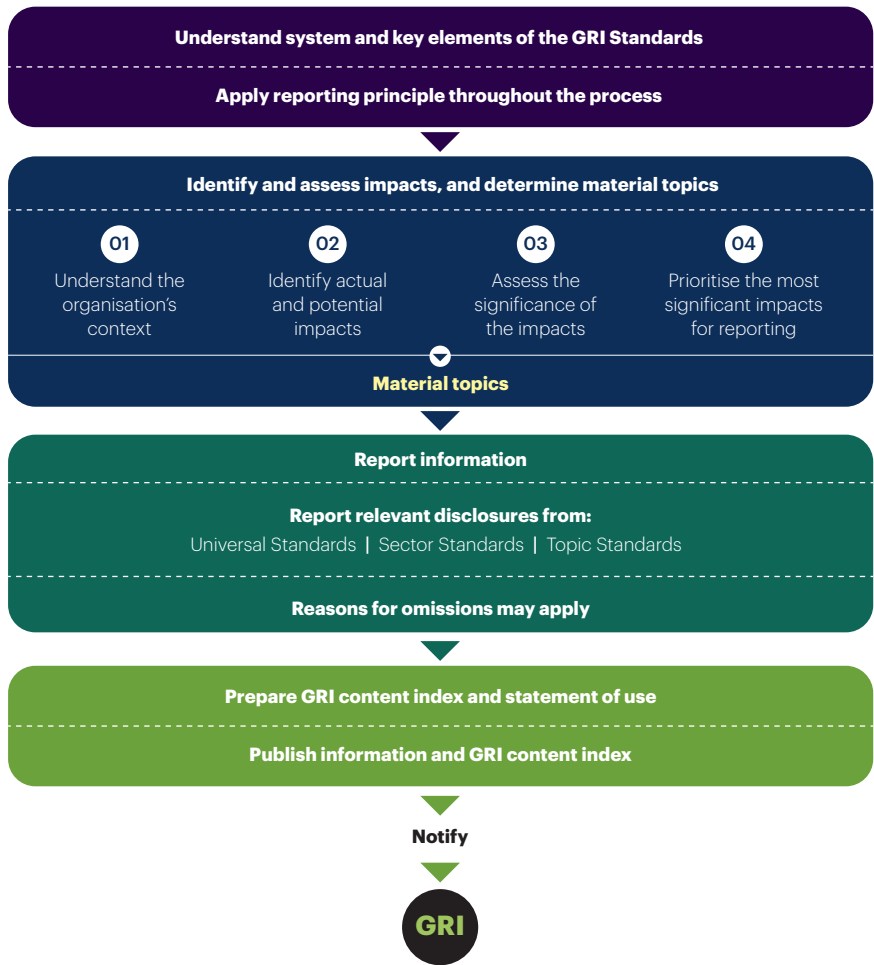 Understand system and key elements of the GRI Standards
Apply reporting principle throughout the process
Identify and assess impacts, and determine material topics
01
Understand the
organisation's
context
02
Identify actual
and potential
impacts
03
Assess the
significance of
the impacts
04
Prioritise the most
significant impacts
for reporting
Material topics
Report information
Report relevant disclosures from:
Universal Standards | Sector Standards | Topic Standards
Reasons for omissions may apply
Prepare GRI content index and statement of use
Publish information and GRI content index
Notify
GRI